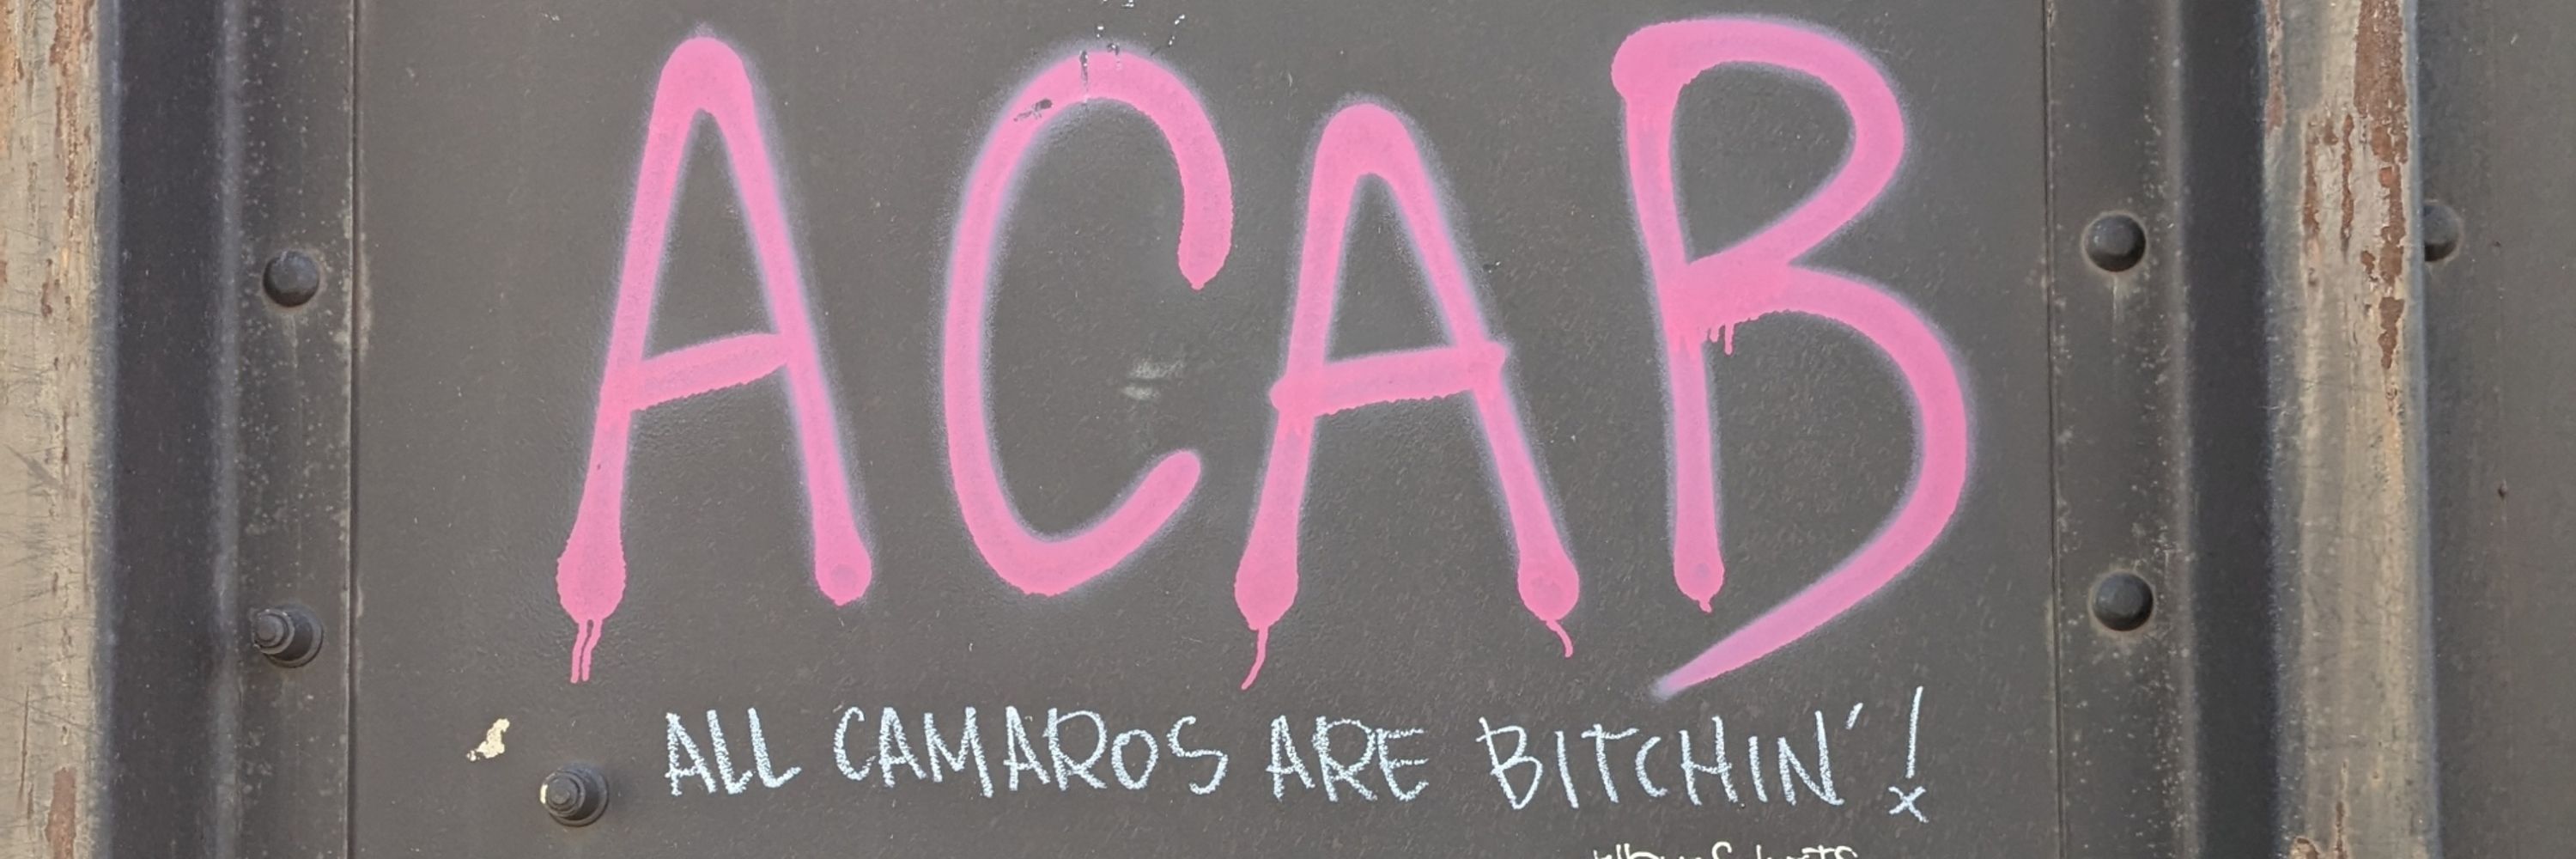 ACAB
ALL CAMAROS ARE BITCHIN'!